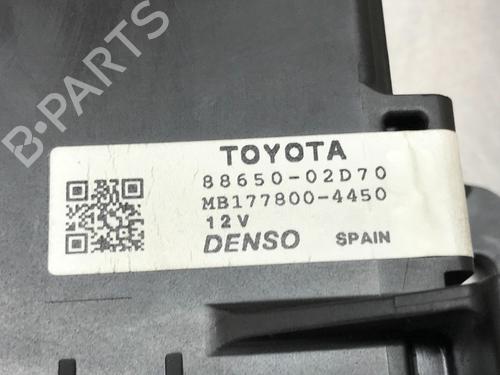 B-PARTS
TOYOTA
88650-02D70
MB177800-4450
12V
DENSO SPAIN